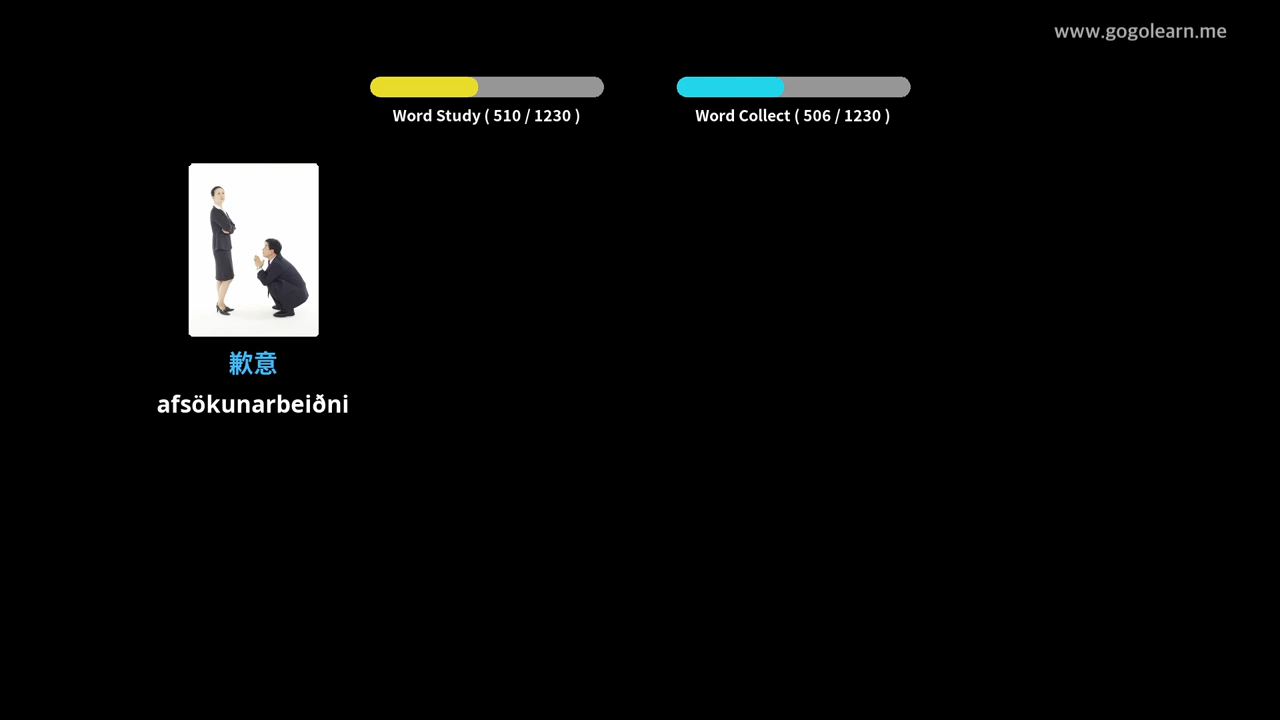 www.gogolearn.me
Word Study ( 510 / 1230 )
Word Collect ( 506 / 1230 )
歉意
afsökunarbeiðni